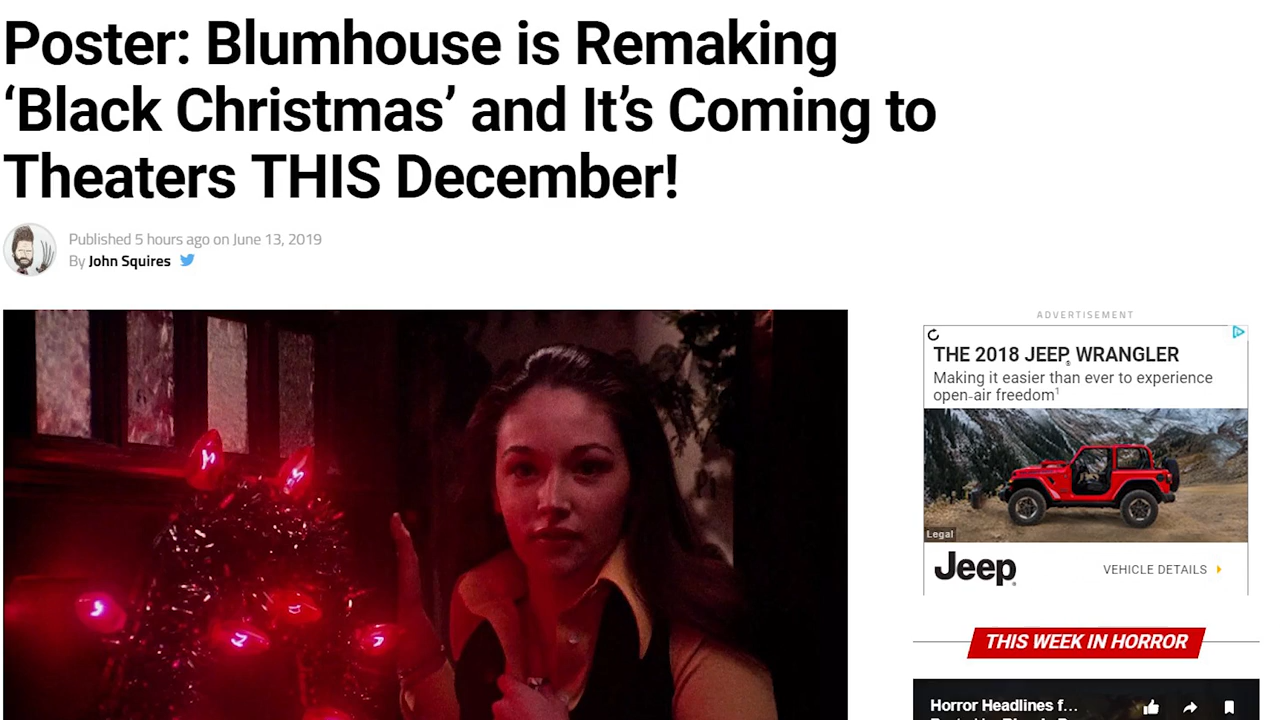 Poster: Blumhouse is Remaking
‘Black Christmas’ and It’s Coming to
Theaters THIS December!
Published 5 hours ago on June 13, 2019
By John Squires
ADVERTISEMENT
THE 2018 JEEP® WRANGLER
Making it easier than ever to experience
open-air freedom¹
Legal
Jeep®
VEHICLE DETAILS
THIS WEEK IN HORROR
Horror Headlines f...